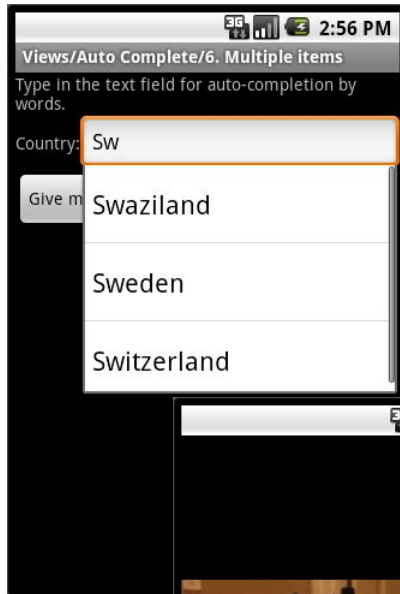 3G 2:56 PM
Views/Auto Complete/6. Multiple items
Type in the text field for auto-completion by
words.
Country: Sw
Give m
Swaziland
Sweden
Switzerland